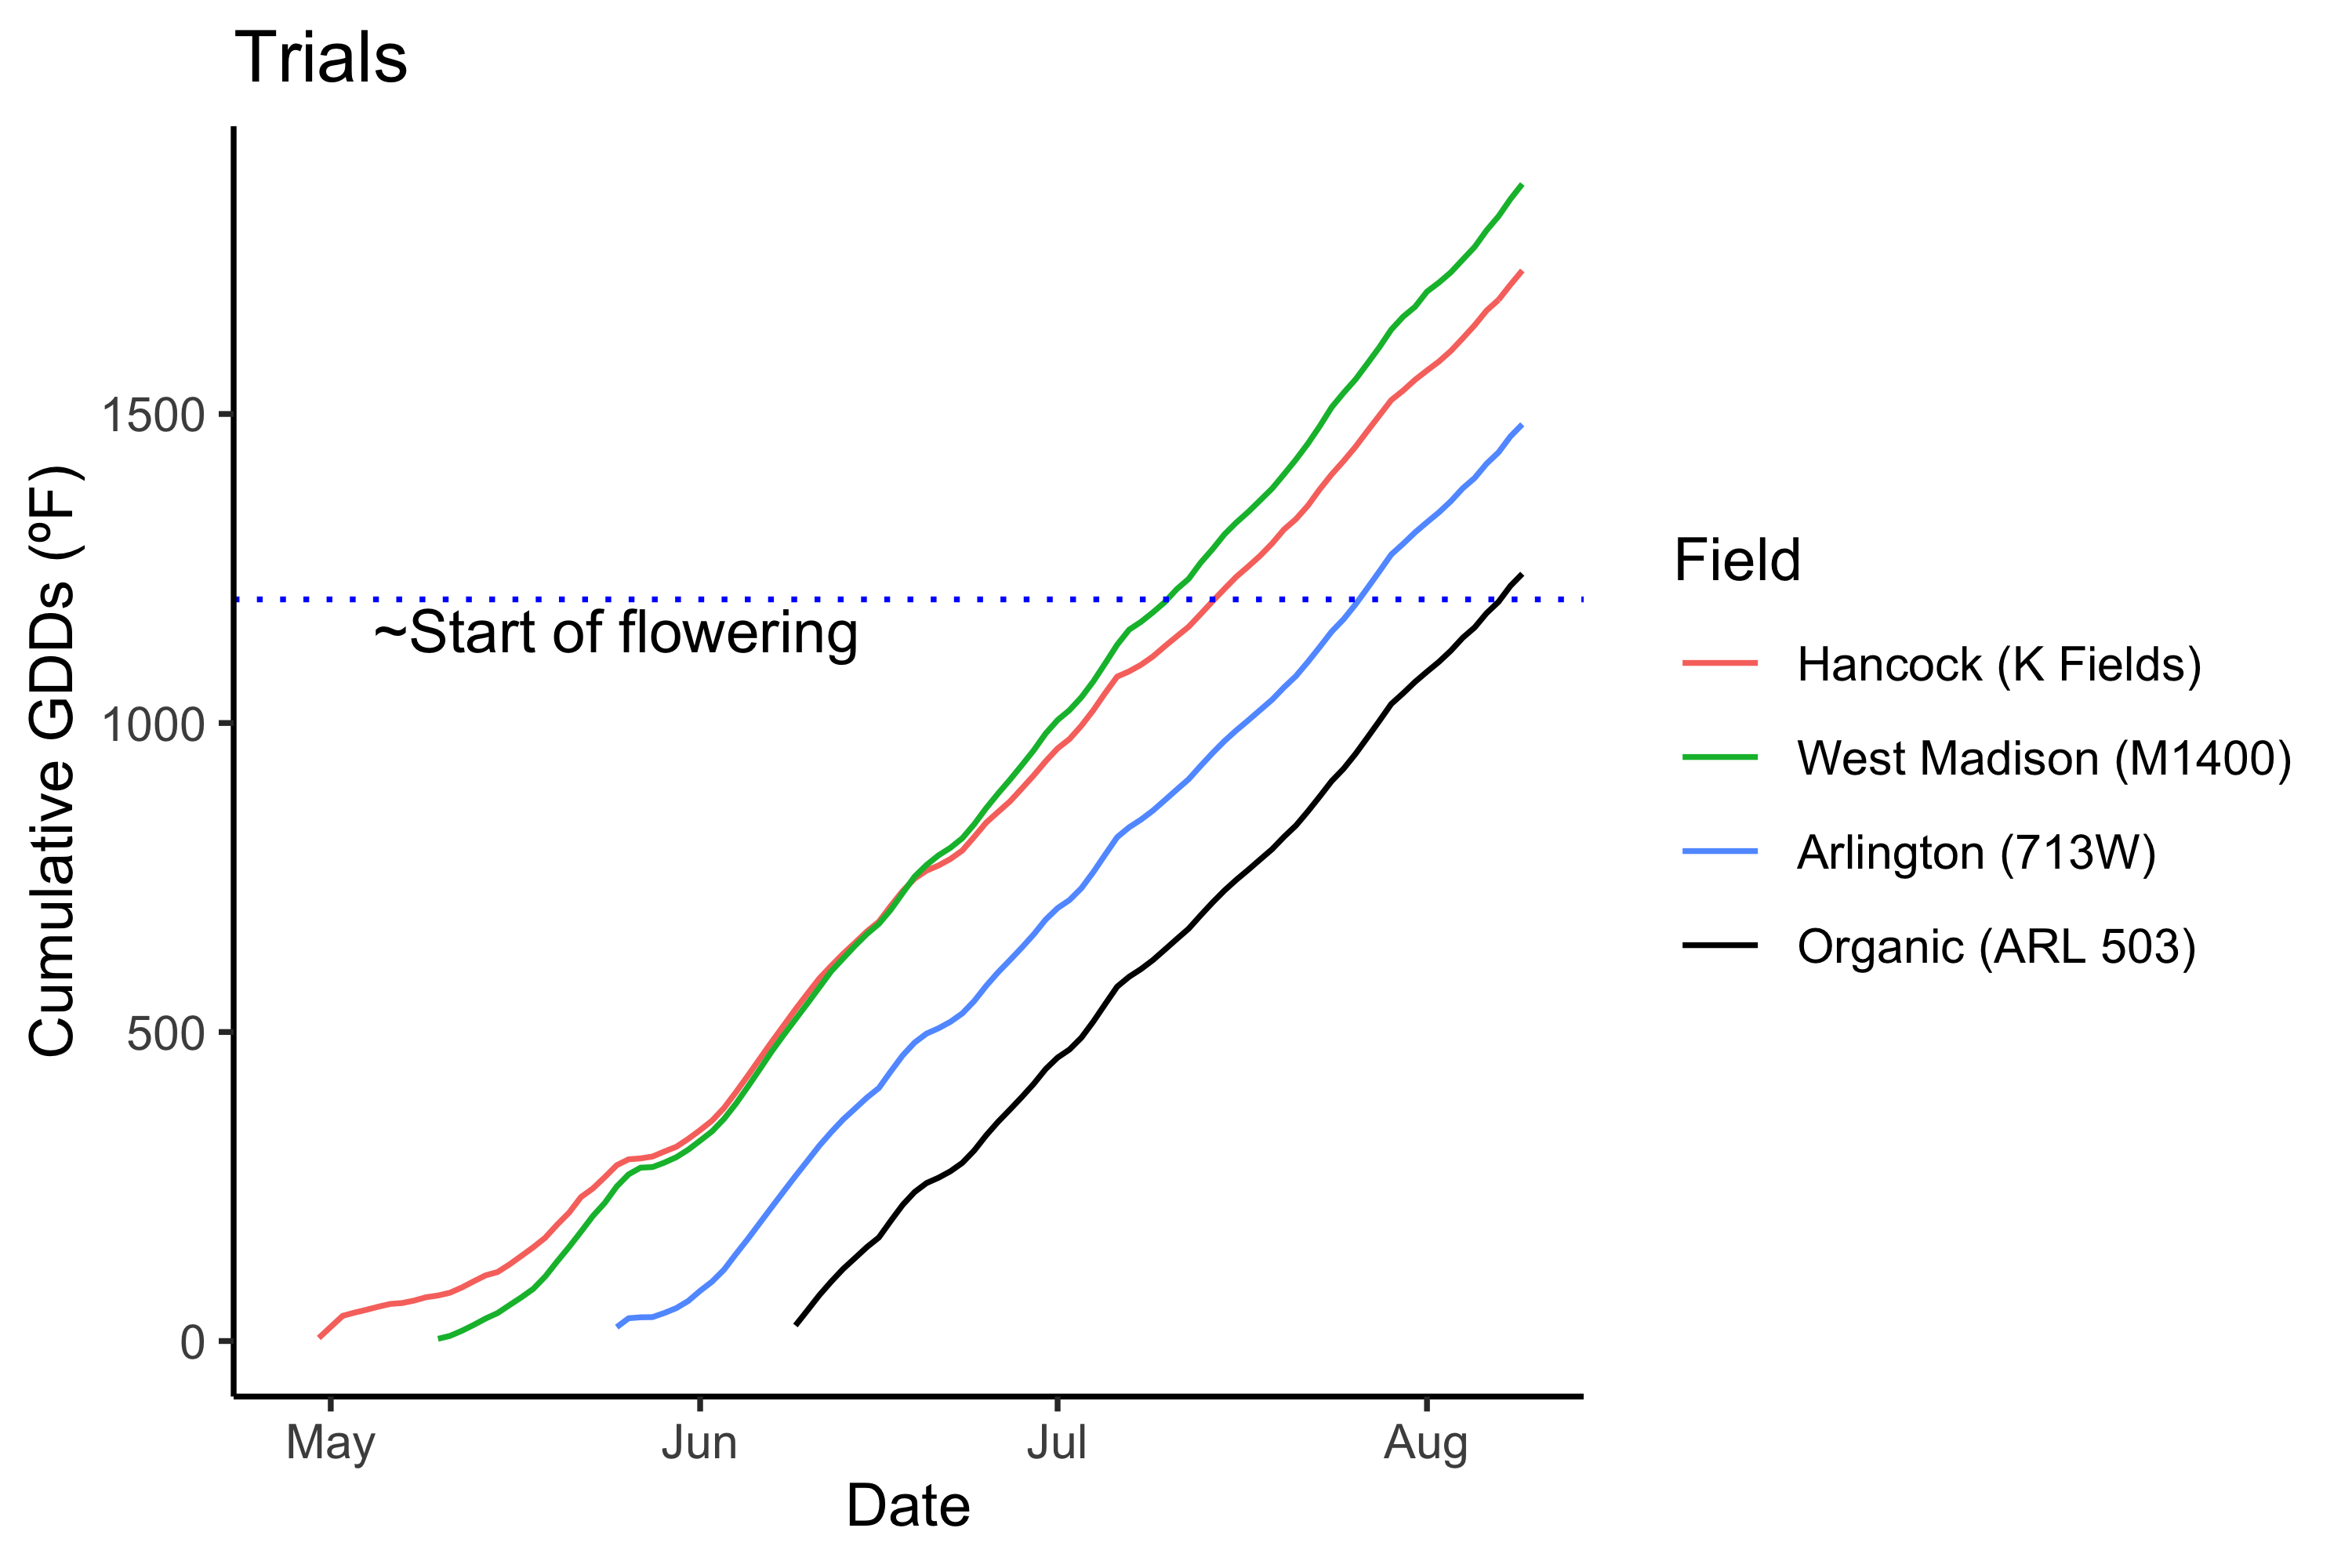 Trials
Cumulative GDDs (ºF)
1500
1000
500
0
~Start of flowering
May
Jun
Jul
Aug
Date
Field
Hancock (K Fields)
West Madison (M1400)
Arlington (713W)
Organic (ARL 503)